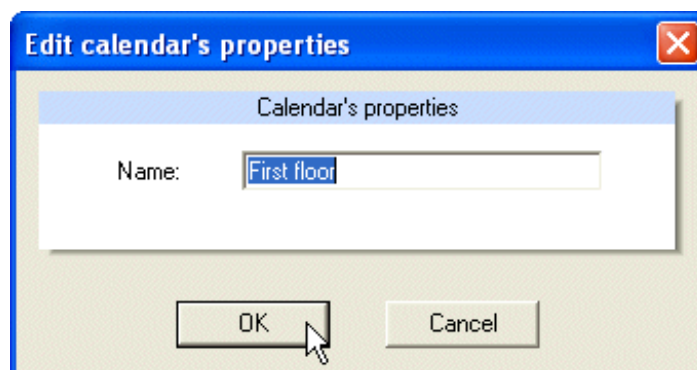 Edit calendar's properties
Calendar's properties
Name: First floor
OK Cancel